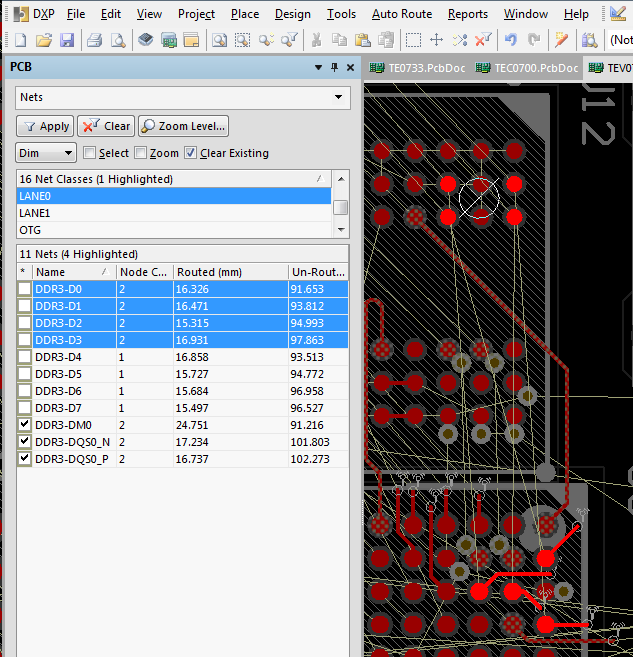 DXP File Edit View Project Place Design Tools Auto Route Reports Window Help
(Not
PCB
TE0733.PcbDoc TEC0700.PcbDoc TEV07
Nets
Apply Clear Zoom Level...
Dim Select Zoom Clear Existing
16 Net Classes (1 Highlighted)
LANE0
LANE1
OTG
11 Nets (4 Highlighted)
* Name Node C... Routed (mm) Un-Rout...
DDR3-D0 2 16.326 91.653
DDR3-D1 2 16.471 93.812
DDR3-D2 2 15.315 94.993
DDR3-D3 2 16.931 97.863
DDR3-D4 1 16.858 93.513
DDR3-D5 1 15.727 94.772
DDR3-D6 1 15.684 96.958
DDR3-D7 1 15.497 96.527
DDR3-DM0 2 24.751 91.216
DDR3-DQS0_N 2 17.234 101.803
DDR3-DQS0_P 2 16.737 102.273